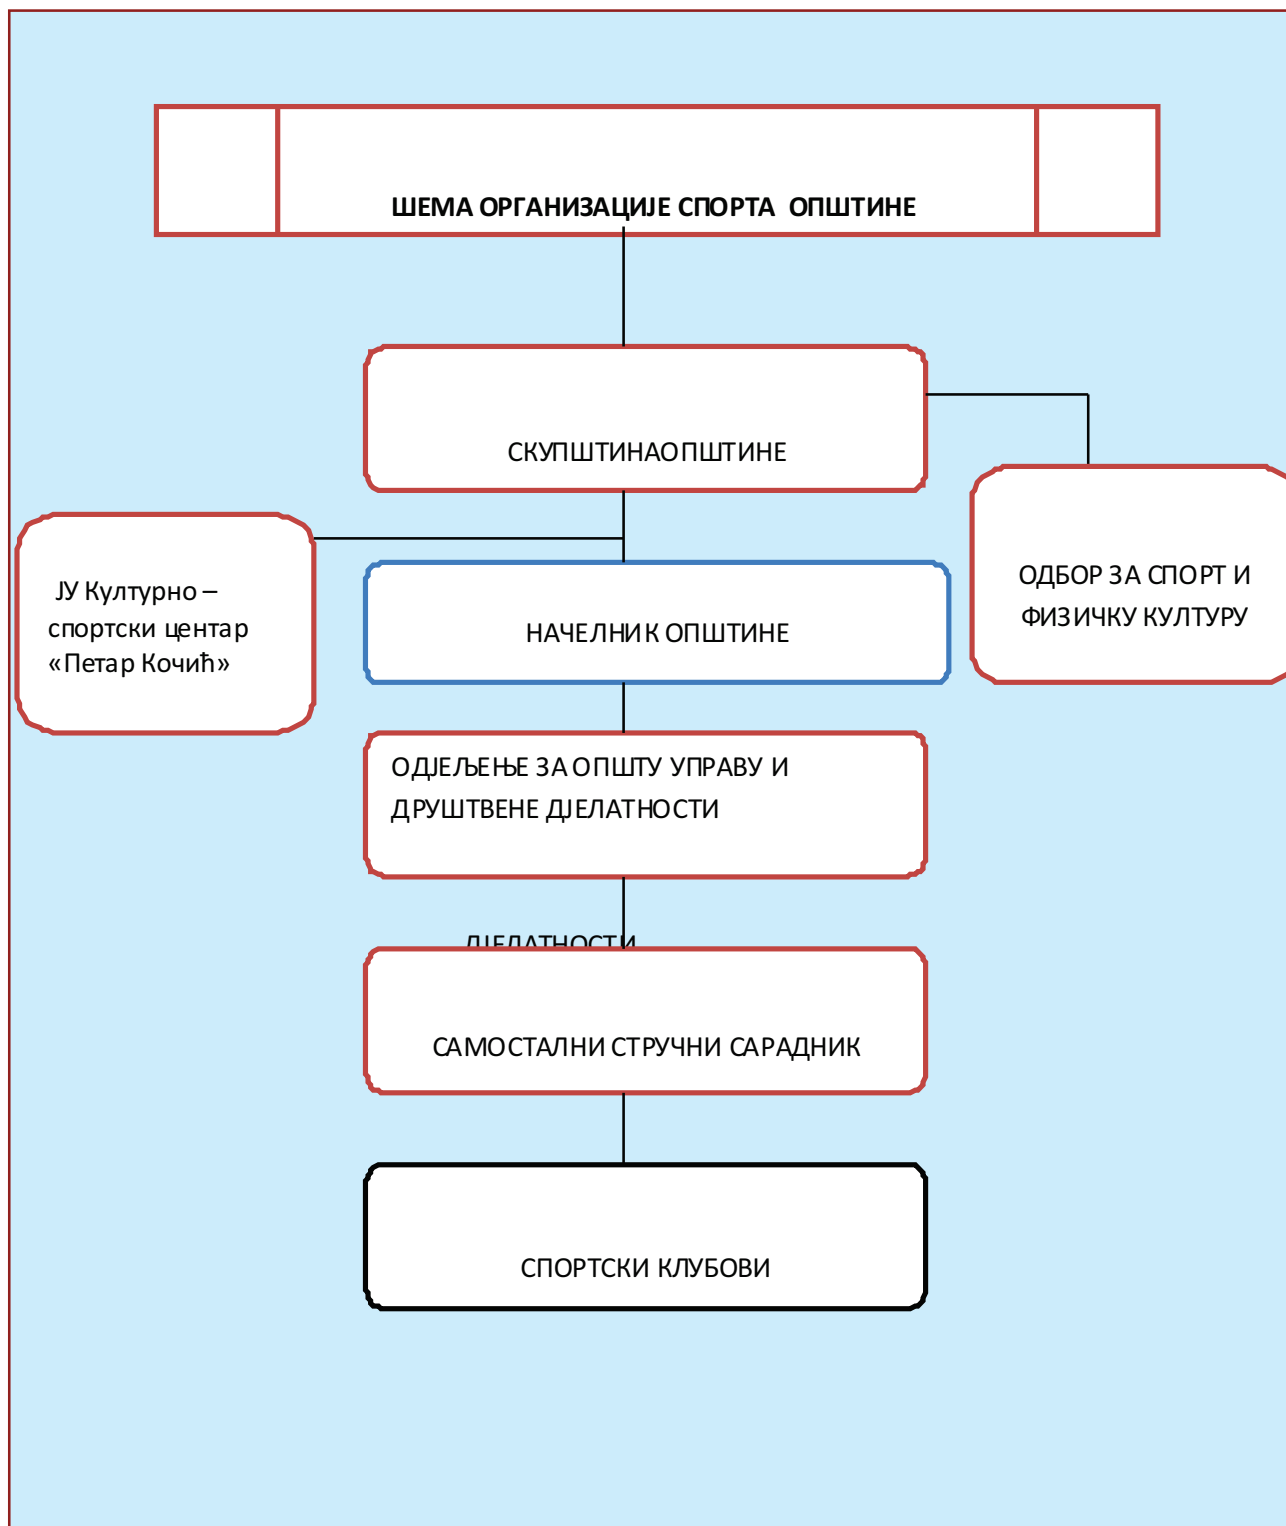 ШЕМА ОРГАНИЗАЦИЈЕ СПОРТА ОПШТИНЕ
СКУПШТИНАОПШТИНЕ
ЈУ Културно –
спортски центар
«Петар Кочић»
ОДБОР ЗА СПОРТ И
ФИЗИЧКУ КУЛТУРУ
НАЧЕЛНИК ОПШТИНЕ
ОДЈЕЉЕЊЕ ЗА ОПШТУ УПРАВУ И
ДРУШТВЕНЕ ДЈЕЛАТНОСТИ
ДЈЕЛАТНОСТИ
САМОСТАЛНИ СТРУЧНИ САРАДНИК
СПОРТСКИ КЛУБОВИ